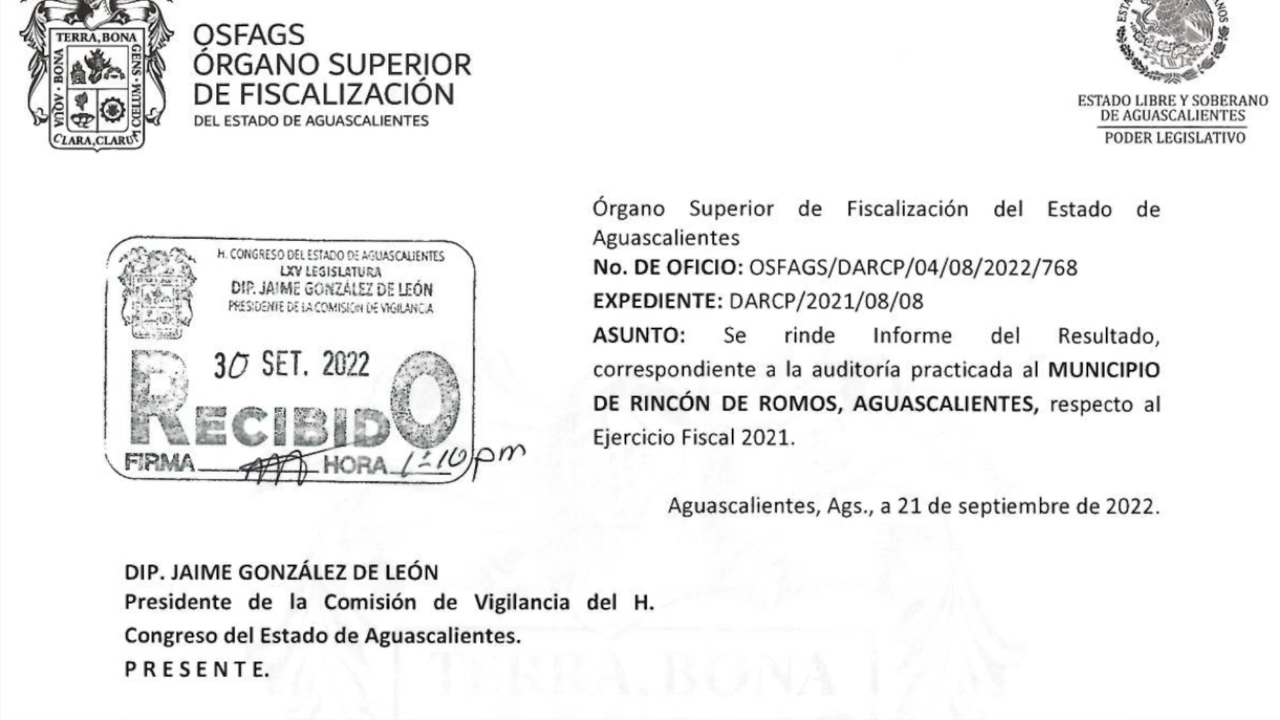 TERRA, BONA
BONA
AQUA
GENS
CŒLUM
CLARA, CLARUM
OSFAGS
ÓRGANO SUPERIOR
DE FISCALIZACIÓN
DEL ESTADO DE AGUASCALIENTES
ESTADO LIBRE Y SOBERANO
DE AGUASCALIENTES
PODER LEGISLATIVO
Órgano Superior de Fiscalización del Estado de
Aguascalientes
No. DE OFICIO: OSFAGS/DARCP/04/08/2022/768
EXPEDIENTE: DARCP/2021/08/08
ASUNTO: Se rinde Informe del Resultado,
correspondiente a la auditoría practicada al MUNICIPIO
DE RINCÓN DE ROMOS, AGUASCALIENTES, respecto al
Ejercicio Fiscal 2021.
H. CONGRESO DEL ESTADO DE AGUASCALIENTES
LXV LEGISLATURA
DIP. JAIME GONZÁLEZ DE LEÓN
PRESIDENTE DE LA COMISIÓN DE VIGILANCIA
30 SET. 2022
RECIBIDO
FIRMA HORA 1:10 pm
Aguascalientes, Ags., a 21 de septiembre de 2022.
DIP. JAIME GONZÁLEZ DE LEÓN
Presidente de la Comisión de Vigilancia del H.
Congreso del Estado de Aguascalientes.
P R E S E N T E.
TERRA, BONA